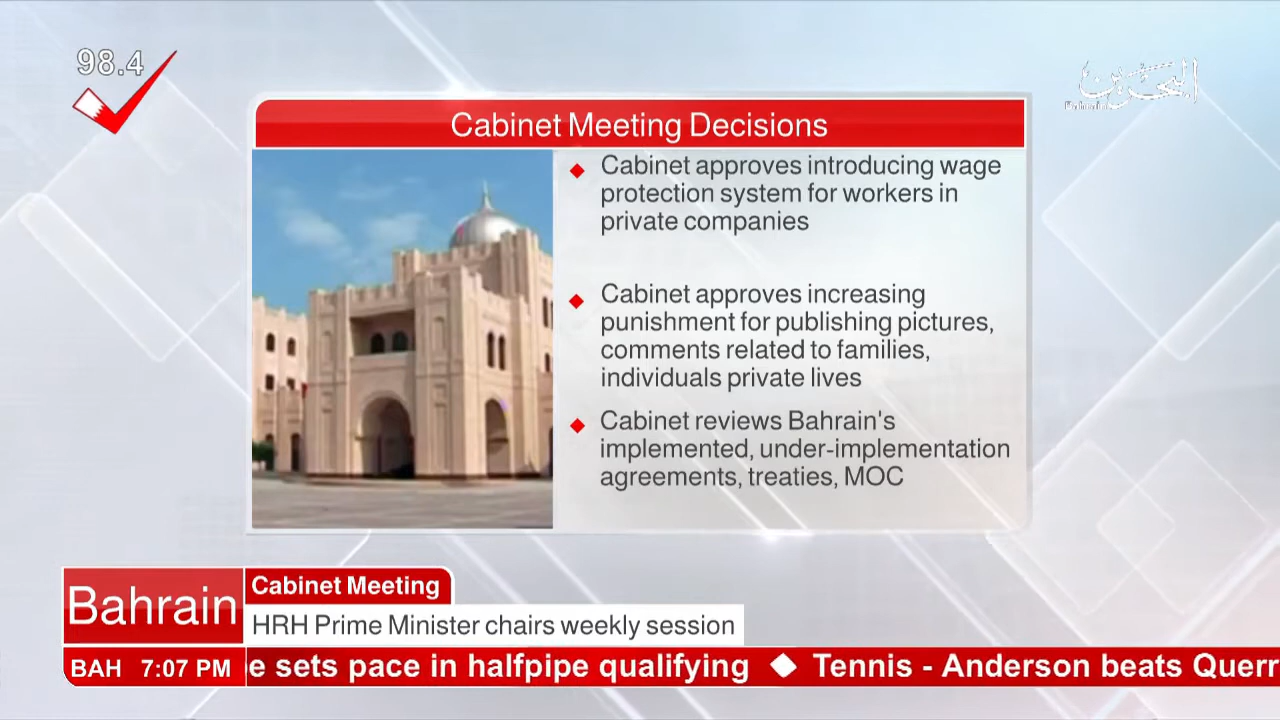 98.4
البحرين
Bahrain
Cabinet Meeting Decisions
Cabinet approves introducing wage
protection system for workers in
private companies
Cabinet approves increasing
punishment for publishing pictures,
comments related to families,
individuals private lives
Cabinet reviews Bahrain's
implemented, under-implementation
agreements, treaties, MOC
Bahrain
Cabinet Meeting
HRH Prime Minister chairs weekly session
BAH 7:07 PM
e sets pace in halfpipe qualifying ◆ Tennis - Anderson beats Querr